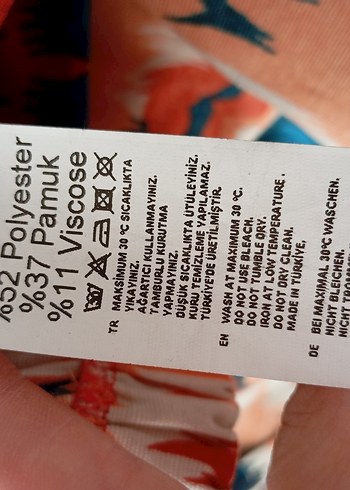 %52 Polyester
%37 Pamuk
%11 Viscose
TR
MAKSİMUM 30 °C SICAKLIKTA
YIKAYINIZ.
AĞARTICI KULLANMAYINIZ.
TAMBURLU KURUTMA
YAPMAYINIZ.
DÜŞÜK SICAKLIKTA ÜTÜLEYİNİZ.
KURU TEMİZLEME YAPILAMAZ.
TÜRKİYE'DE ÜRETİLMİŞTİR.
EN
WASH AT MAXIMUM 30 °C.
DO NOT USE BLEACH.
DO NOT TUMBLE DRY.
IRON AT LOW TEMPERATURE.
DO NOT DRY CLEAN.
MADE IN TÜRKİYE,
DE
BEI MAXIMAL 30°C WASCHEN.
NICHT BLEICHEN.
NICHT